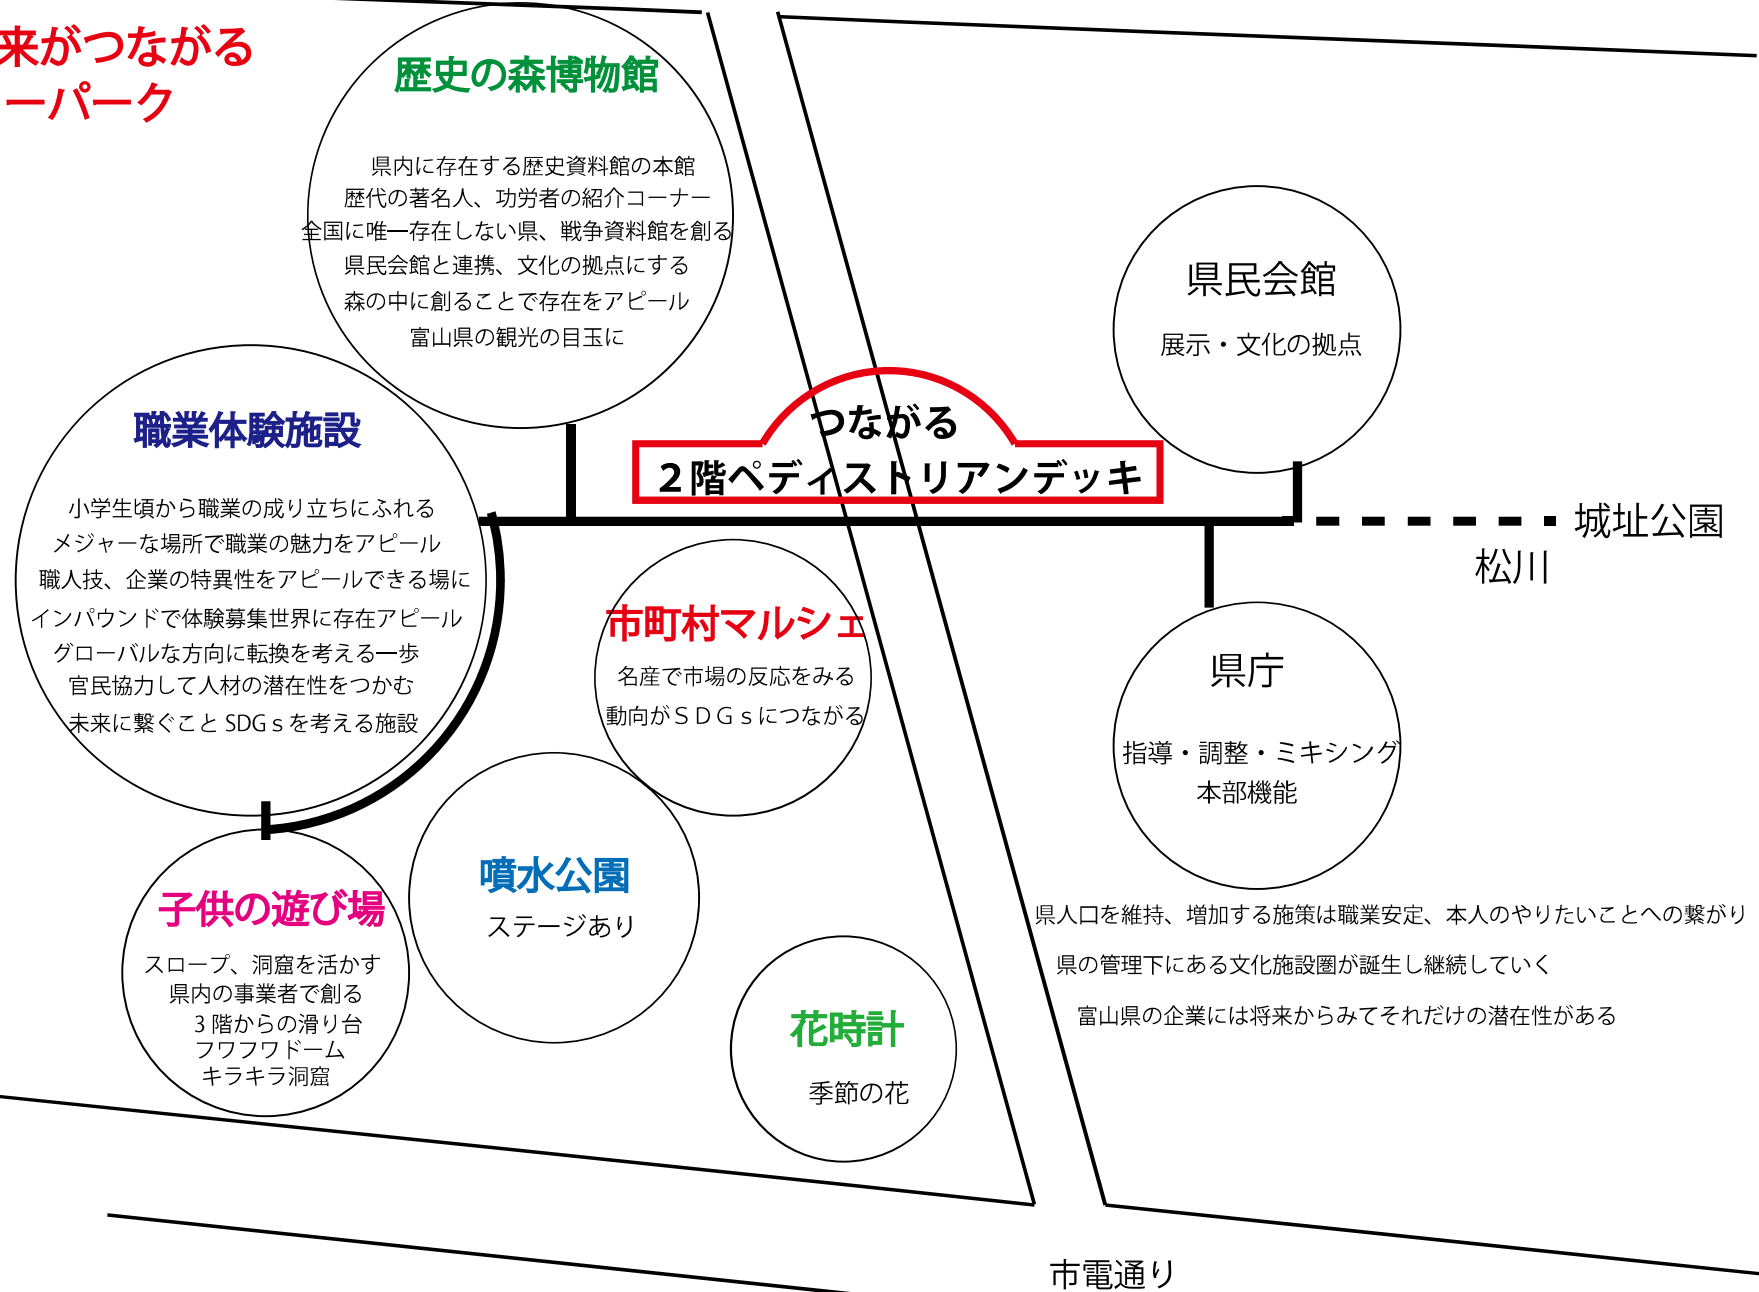 来がつながる
ーパーク
歴史の森博物館
県内に存在する歴史資料館の本館
歴代の著名人、功労者の紹介コーナー
全国に唯一存在しない県、戦争資料館を創る
県民会館と連携、文化の拠点にする
森の中に創ることで存在をアピール
富山県の観光の目玉に
県民会館
展示・文化の拠点
職業体験施設
小学生頃から職業の成り立ちにふれる
メジャーな場所で職業の魅力をアピール
職人技、企業の特異性をアピールできる場に
インパウンドで体験募集世界に存在アピール
グローバルな方向に転換を考える一歩
官民協力して人材の潜在性をつかむ
未来に繋ぐこと SDGｓを考える施設
つながる
２階ペディストリアンデッキ
城址公園
松川
市町村マルシェ
名産で市場の反応をみる
動向がＳＤＧｓにつながる
県庁
指導・調整・ミキシング
本部機能
噴水公園
ステージあり
子供の遊び場
スロープ、洞窟を活かす
県内の事業者で創る
３階からの滑り台
フワフワドーム
キラキラ洞窟
花時計
季節の花
県人口を維持、増加する施策は職業安定、本人のやりたいことへの繋がり
県の管理下にある文化施設圏が誕生し継続していく
富山県の企業には将来からみてそれだけの潜在性がある
市電通り